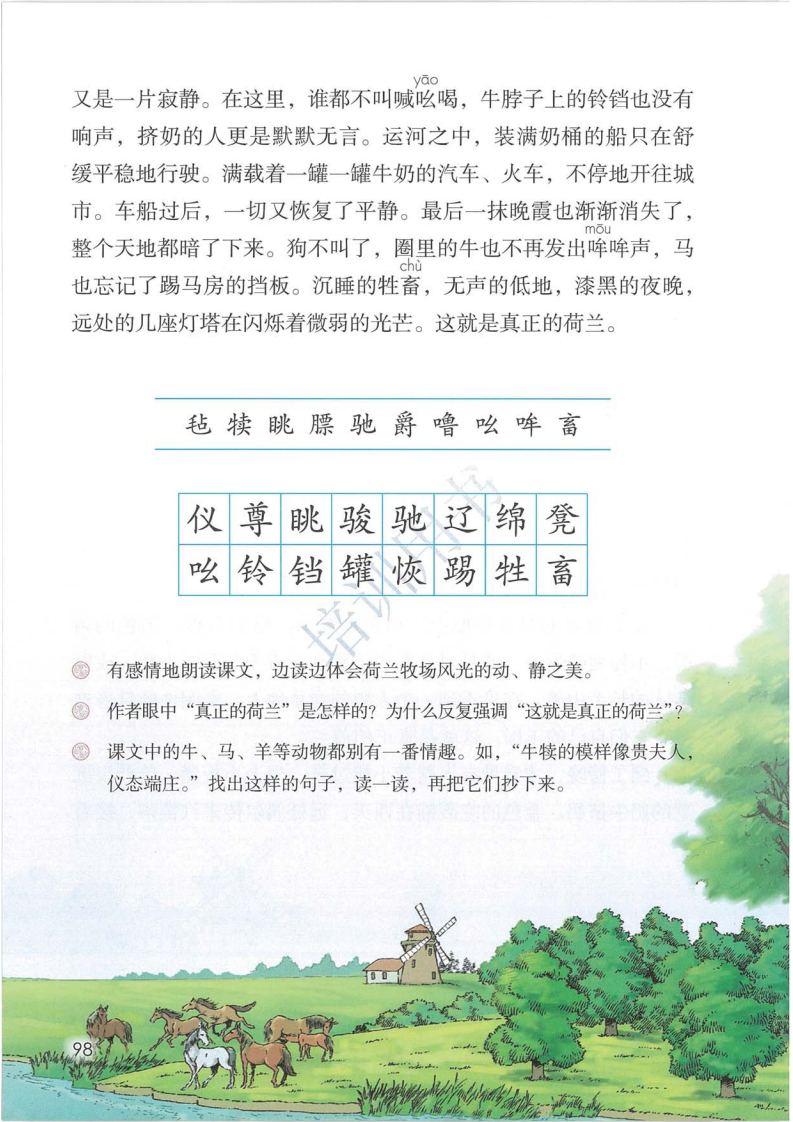 yāo
又是一片寂静。在这里，谁都不叫喊吆喝，牛脖子上的铃铛也没有
响声，挤奶的人更是默默无言。运河之中，装满奶桶的船只在舒
缓平稳地行驶。满载着一罐一罐牛奶的汽车、火车，不停地开往城
市。车船过后，一切又恢复了平静。最后一抹晚霞也渐渐消失了，
mōu
整个天地都暗了下来。狗不叫了，圈里的牛也不再发出哞哞声，马
chù
也忘记了踢马房的挡板。沉睡的牲畜，无声的低地，漆黑的夜晚，
远处的几座灯塔在闪烁着微弱的光芒。这就是真正的荷兰。
毡 犊 眺 膘 驰 爵 噜 吆 哞 畜
仪 尊 眺 骏 驰 辽 绵 凳
吆 铃 铛 罐 恢 踢 牲 畜
培训用书
有感情地朗读课文，边读边体会荷兰牧场风光的动、静之美。
作者眼中“真正的荷兰”是怎样的？为什么反复强调“这就是真正的荷兰”？
课文中的牛、马、羊等动物都别有一番情趣。如，“牛犊的模样像贵夫人，
仪态端庄。”找出这样的句子，读一读，再把它们抄下来。
98